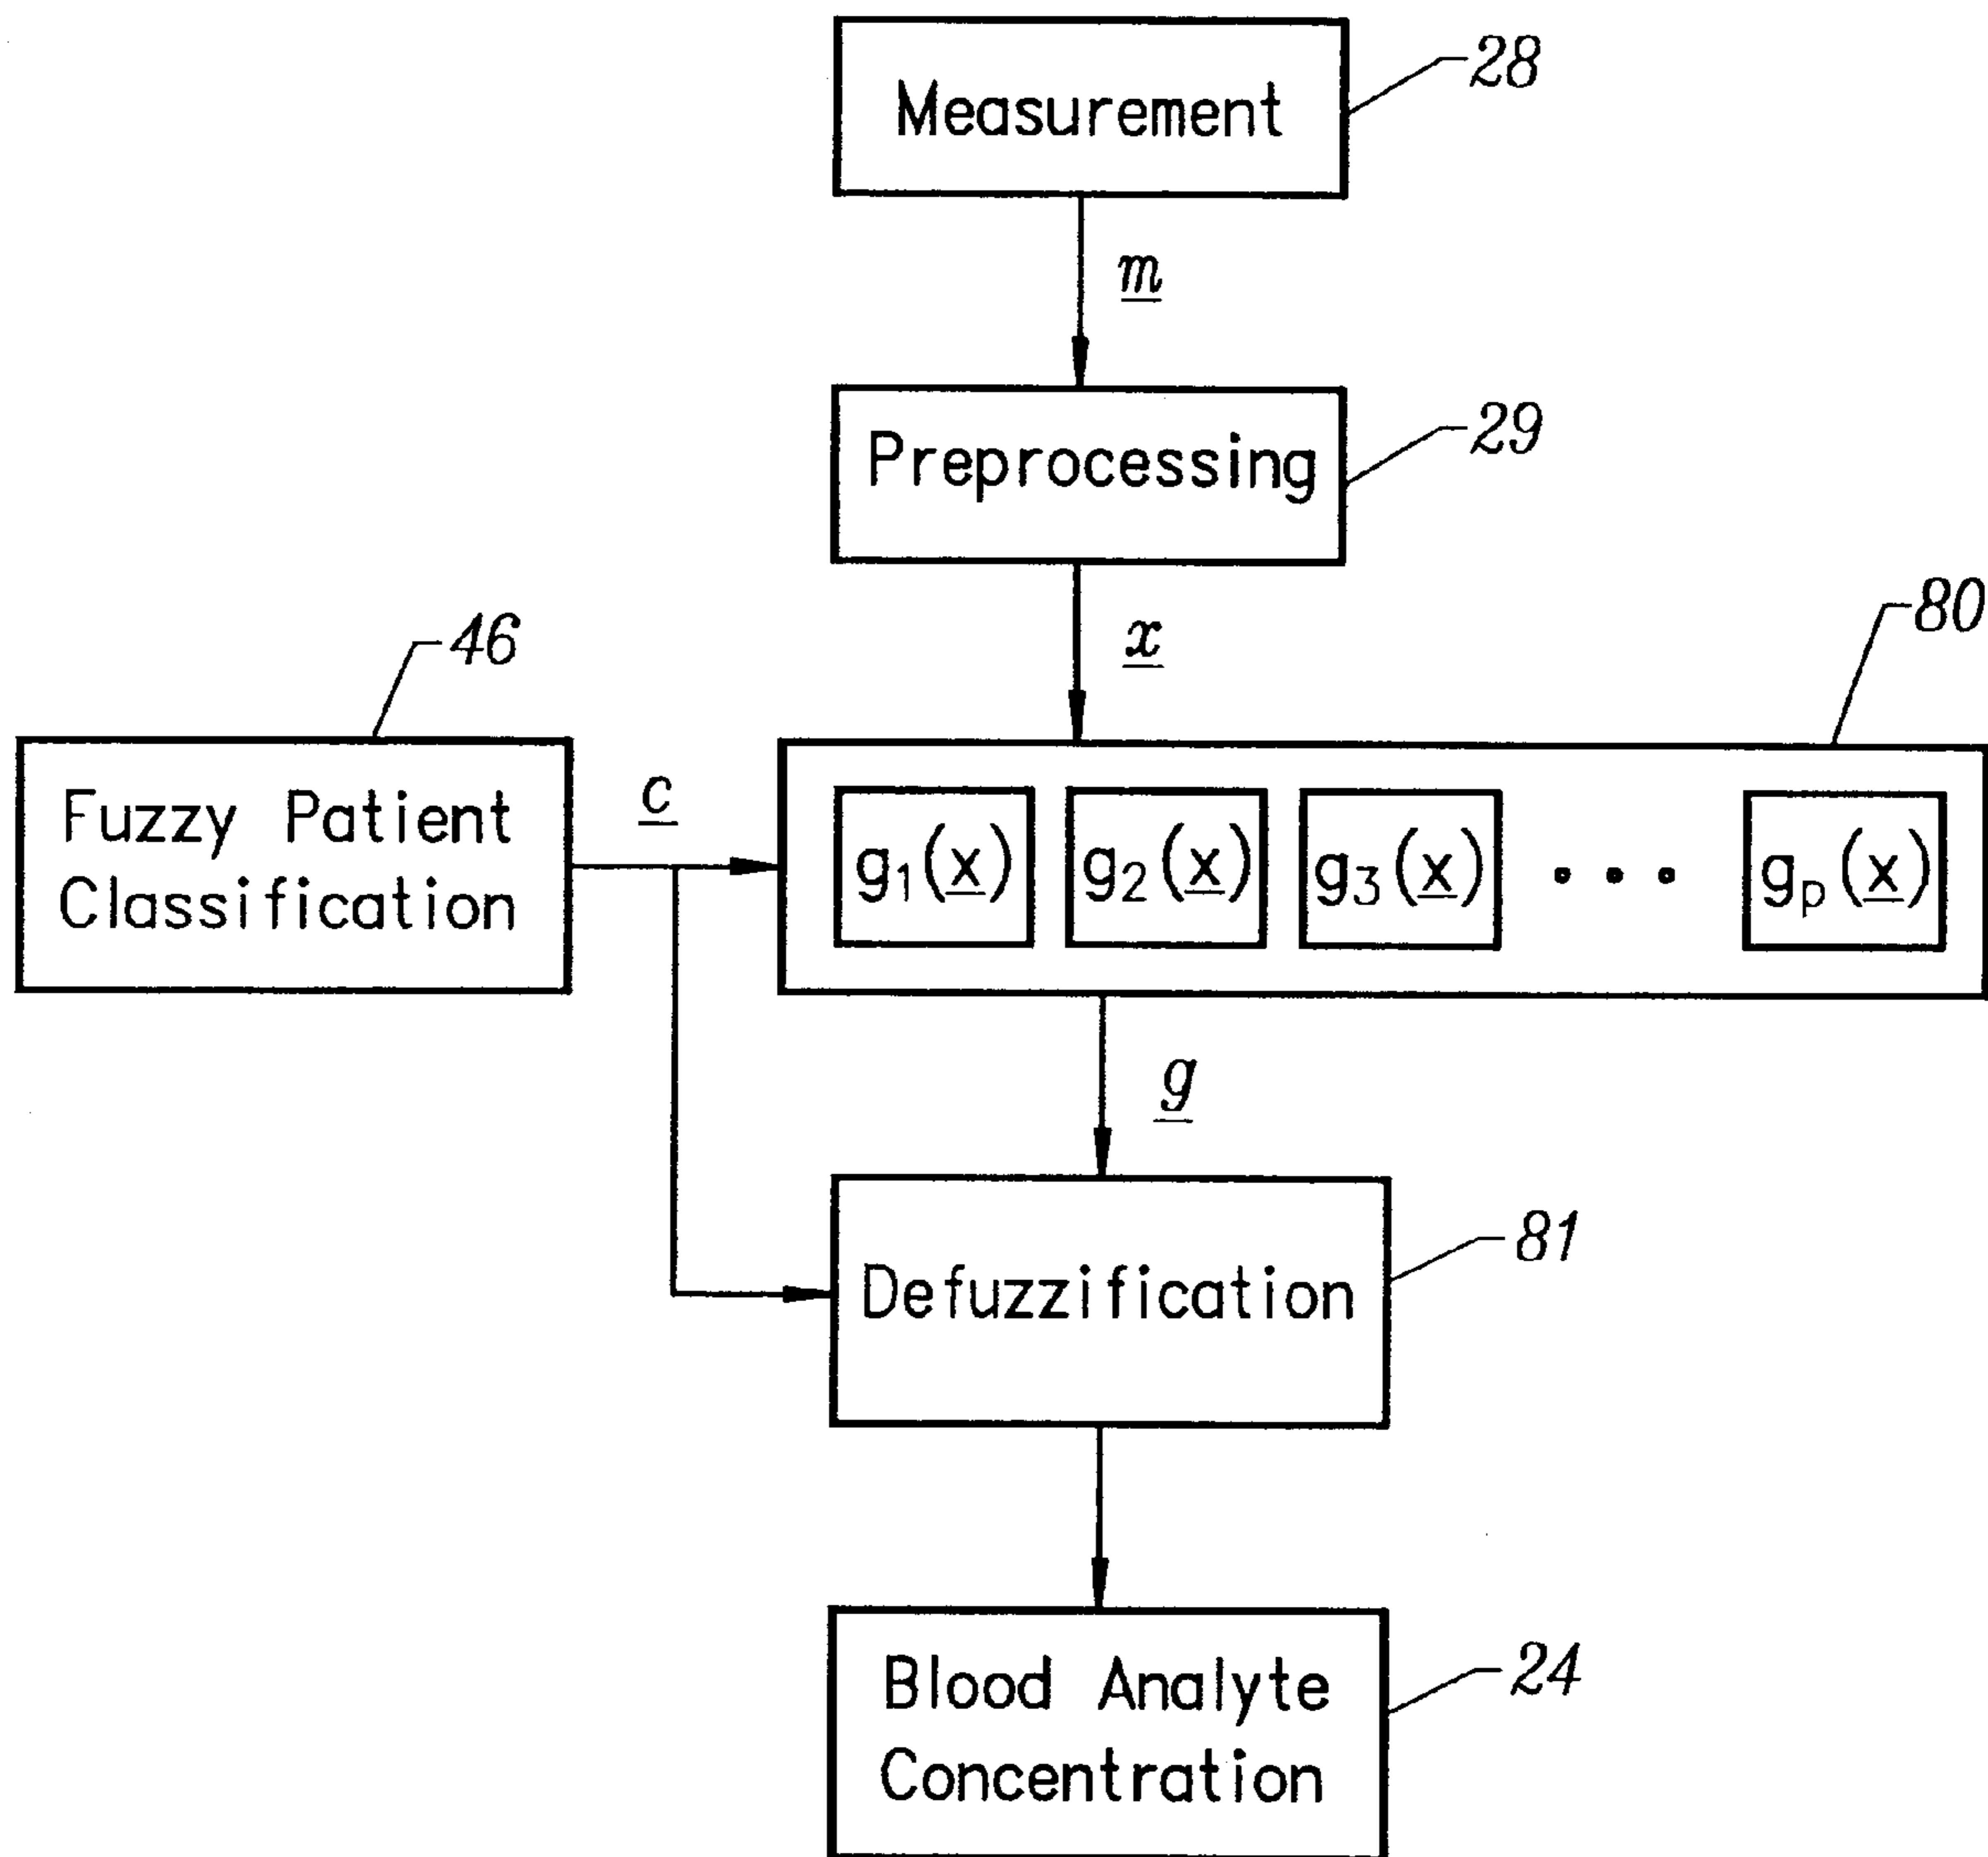 Measurement
28
m
Preprocessing
29
x
46
80
Fuzzy Patient
Classification
c
g₁(x) g₂(x) g₃(x) • • • gₚ(x)
g
Defuzzification
81
Blood Analyte
Concentration
24